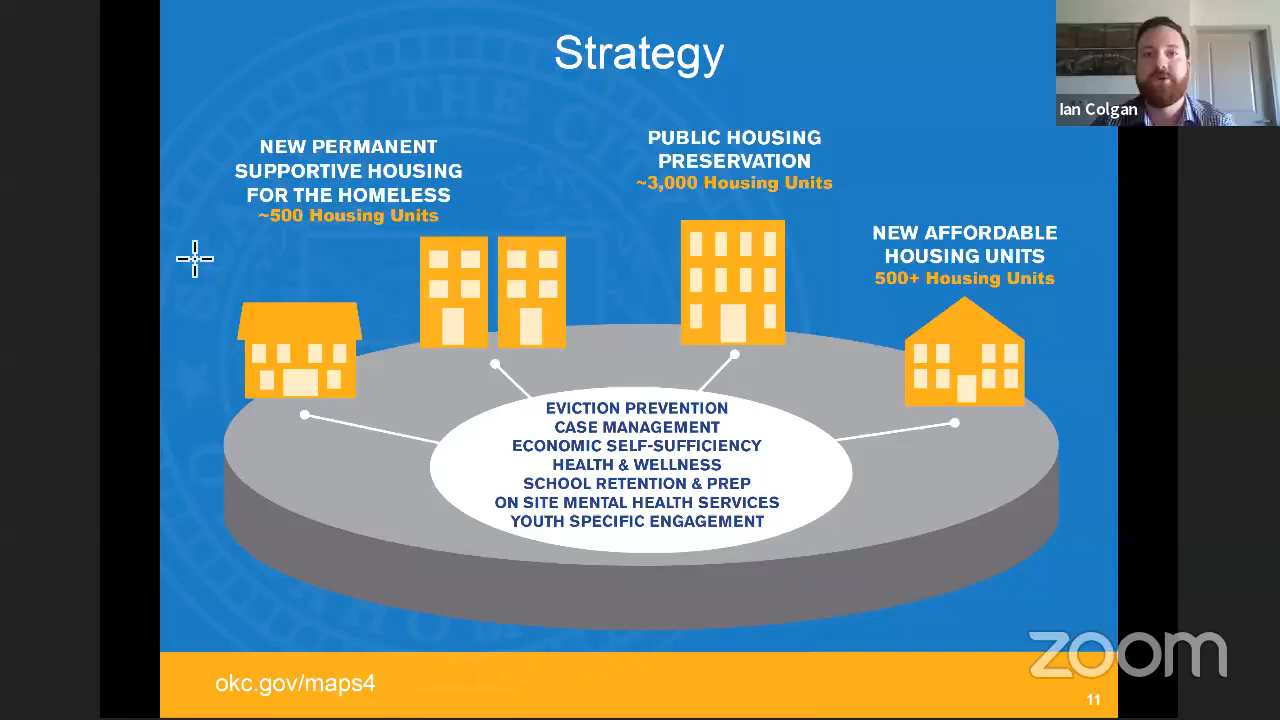 Strategy
Ian Colgan
NEW PERMANENT
SUPPORTIVE HOUSING
FOR THE HOMELESS
~500 Housing Units
PUBLIC HOUSING
PRESERVATION
~3,000 Housing Units
NEW AFFORDABLE
HOUSING UNITS
500+ Housing Units
EVICTION PREVENTION
CASE MANAGEMENT
ECONOMIC SELF-SUFFICIENCY
HEALTH & WELLNESS
SCHOOL RETENTION & PREP
ON SITE MENTAL HEALTH SERVICES
YOUTH SPECIFIC ENGAGEMENT
zoom
okc.gov/maps4
11